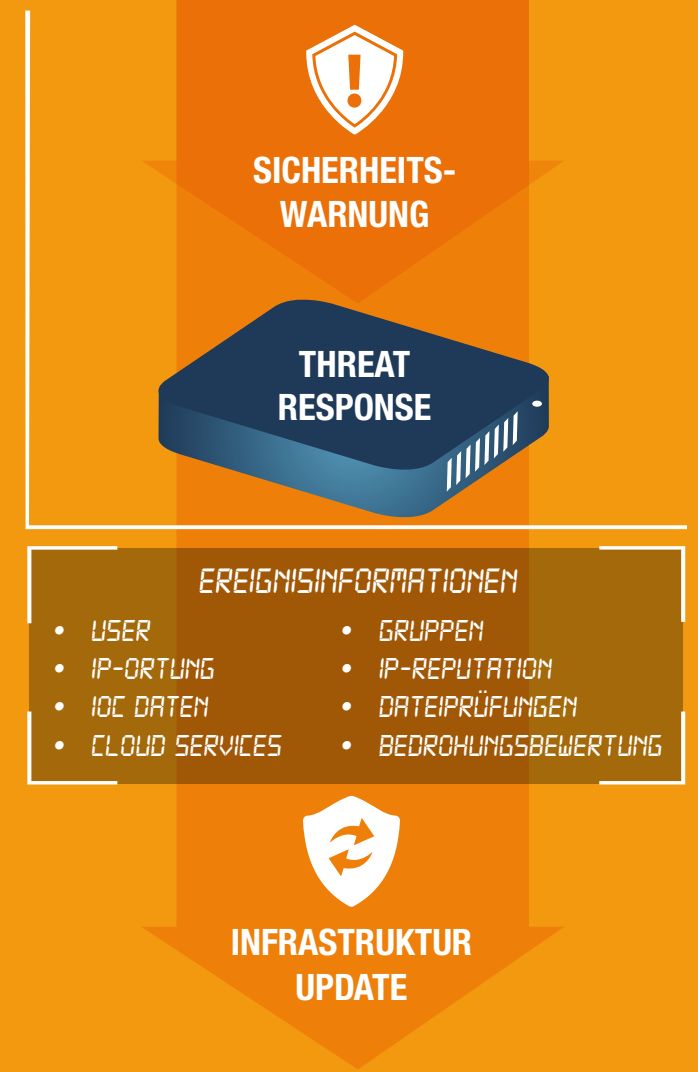 SICHERHEITS-
WARNUNG
THREAT
RESPONSE
EREIGNISINFORMATIONEN
• USER
• IP-ORTUNG
• IOC DATEN
• CLOUD SERVICES
• GRUPPEN
• IP-REPUTATION
• DATEIPRÜFUNGEN
• BEDROHUNGSBEWERTUNG
INFRASTRUKTUR
UPDATE